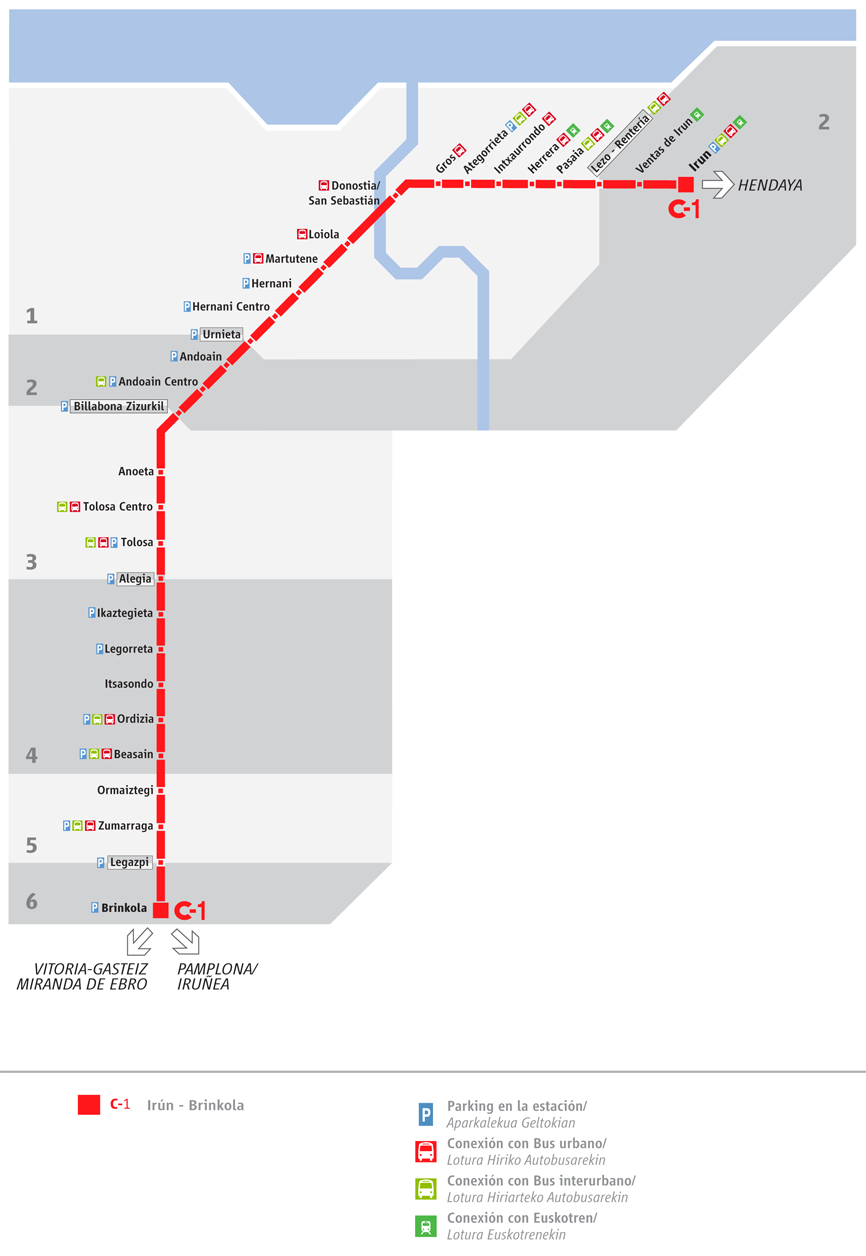 2
Gros
Ategorrieta
Intxaurrondo
Herrera
Pasaia
Lezo - Rentería
Ventas de Irun
Irun
HENDAYA
C-1
Donostia/
San Sebastián
Loiola
Martutene
Hernani
Hernani Centro
1
Urnieta
Andoain
Andoain Centro
2
Billabona Zizurkil
Anoeta
Tolosa Centro
Tolosa
3
Alegia
Ikaztegieta
Legorreta
Itsasondo
Ordizia
Beasain
4
Ormaiztegi
Zumarraga
5
Legazpi
6
Brinkola
C-1
VITORIA-GASTEIZ
MIRANDA DE EBRO
PAMPLONA/
IRUÑEA
C-1 Irún - Brinkola
P Parking en la estación/
Aparkalekua Geltokian
Conexión con Bus urbano/
Lotura Hiriko Autobusarekin
Conexión con Bus interurbano/
Lotura Hiriarteko Autobusarekin
Conexión con Euskotren/
Lotura Euskotrenekin